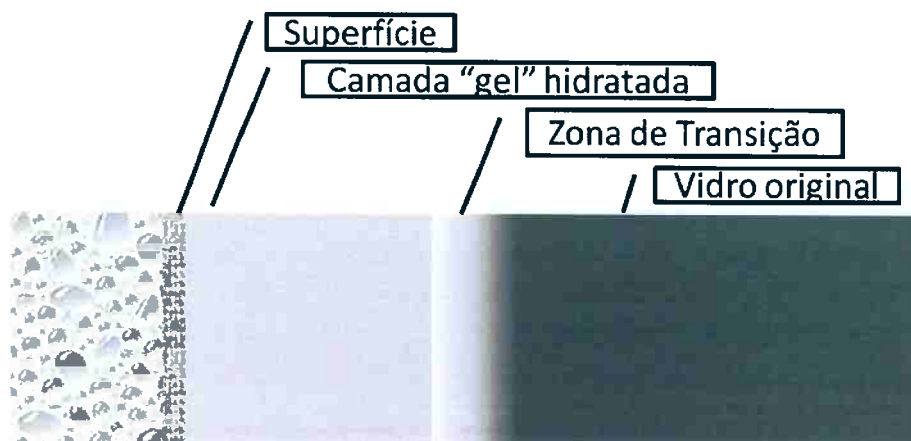 Superfície
Camada “gel” hidratada
Zona de Transição
Vidro original